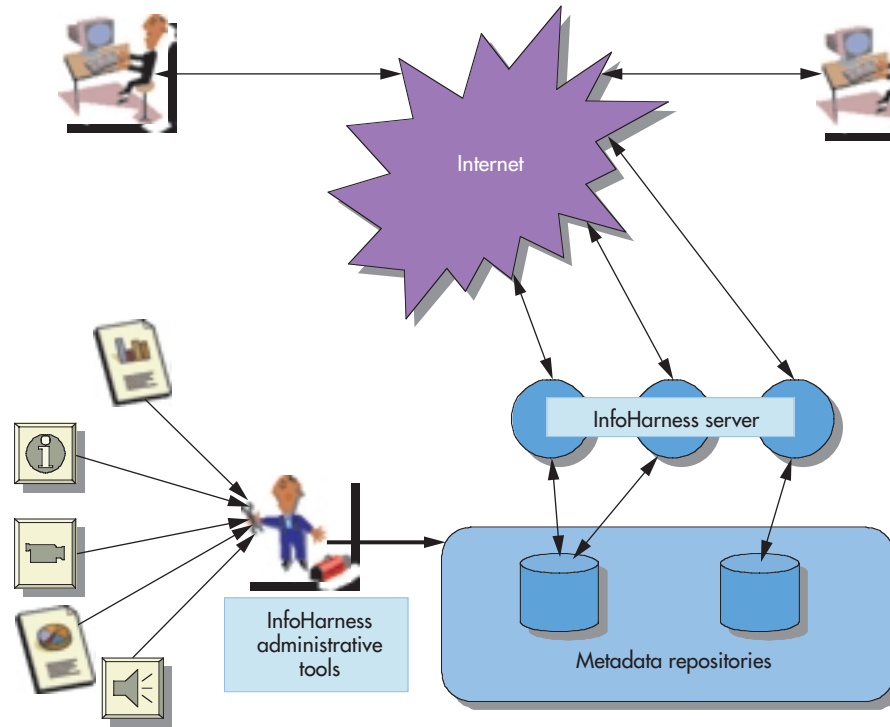 Internet
InfoHarness server
InfoHarness
administrative
tools
Metadata repositories